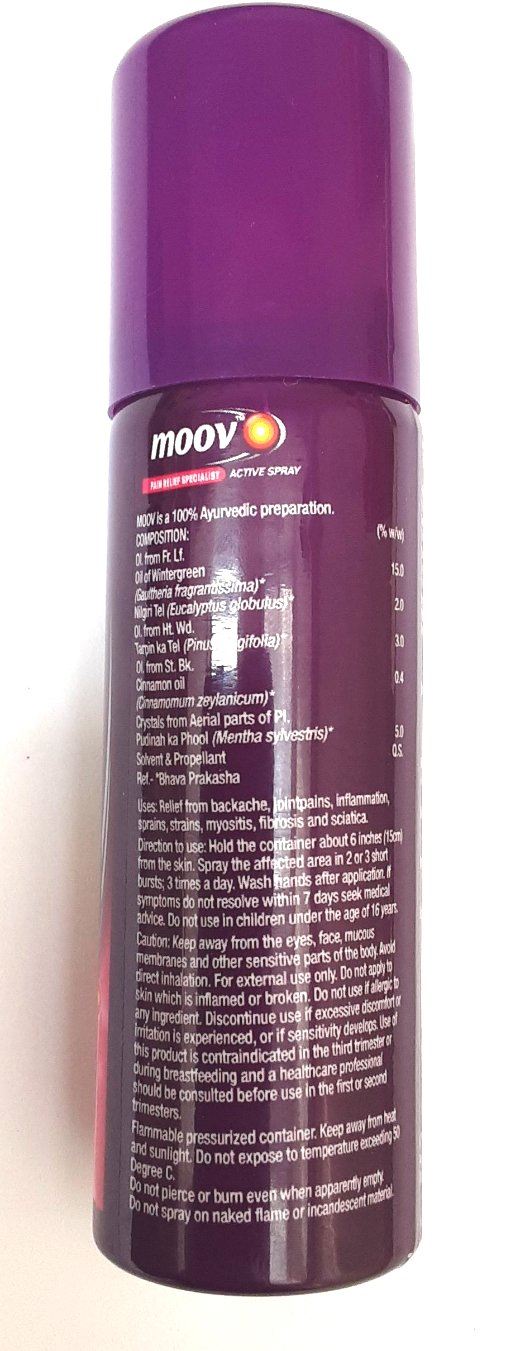 moov™
PAIN RELIEF SPECIALIST ACTIVE SPRAY
MOOV is a 100% Ayurvedic preparation.
COMPOSITION: (% w/w)
Ol. from Fr. Lf.
Oil of Wintergreen 15.0
(Gaultheria fragrantissima)*
Nilgiri Tel (Eucalyptus globulus)* 2.0
Ol. from Ht. Wd.
Tarpin ka Tel (Pinus gifolia)* 3.0
Ol. from St. Bk.
Cinnamon oil 0.4
(Cinnamomum zeylanicum)*
Crystals from Aerial parts of Pl.
Pudinah ka Phool (Mentha sylvestris)* 5.0
Solvent & Propellant Q.S.
Ref.- *Bhava Prakasha
Uses: Relief from backache, jointpains, inflammation,
sprains, strains, myositis, fibrosis and sciatica.
Direction to use: Hold the container about 6 inches (15cm)
from the skin. Spray the affected area in 2 or 3 short
bursts; 3 times a day. Wash hands after application. If
symptoms do not resolve within 7 days seek medical
advice. Do not use in children under the age of 16 years.
Caution: Keep away from the eyes, face, mucous
membranes and other sensitive parts of the body. Avoid
direct inhalation. For external use only. Do not apply to
skin which is inflamed or broken. Do not use if allergic to
any ingredient. Discontinue use if excessive discomfort or
irritation is experienced, or if sensitivity develops. Use of
this product is contraindicated in the third trimester or
during breastfeeding and a healthcare professional
should be consulted before use in the first or second
trimesters.
Flammable pressurized container. Keep away from heat
and sunlight. Do not expose to temperature exceeding 50
Degree C.
Do not pierce or burn even when apparently empty.
Do not spray on naked flame or incandescent material.